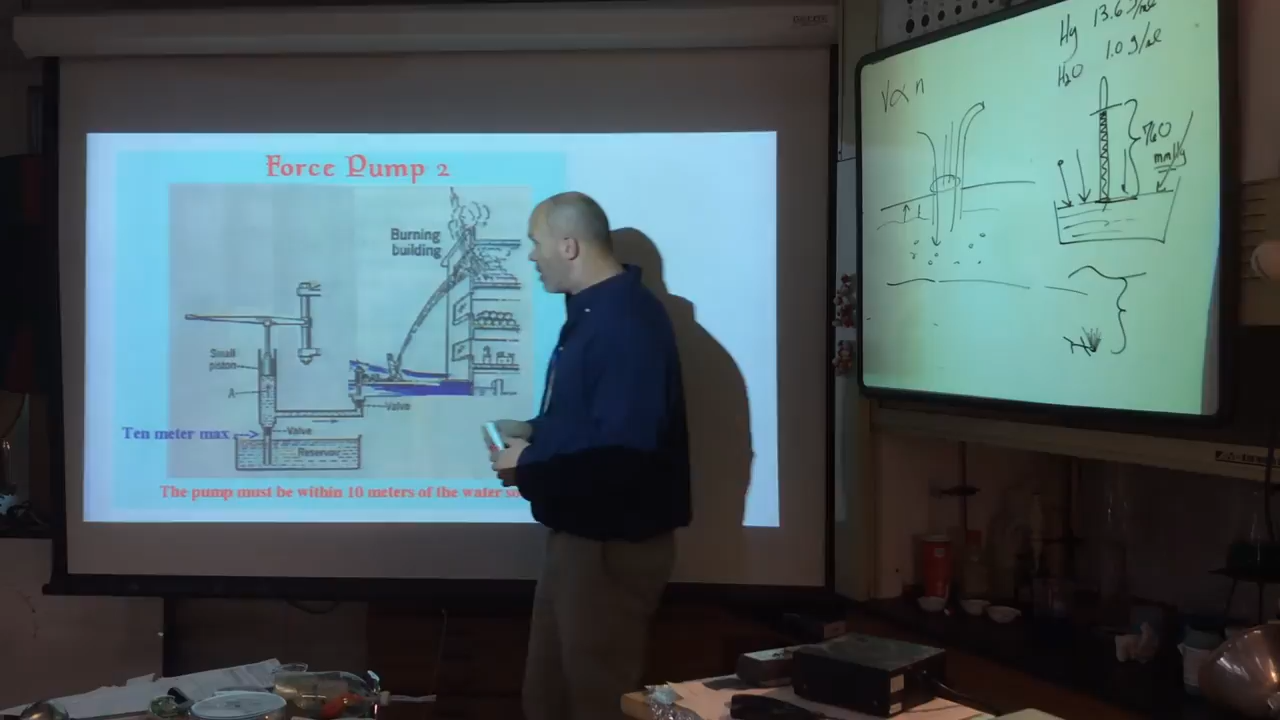 Force Pump 2
Burning
building
Small
piston
A
Valve
Valve
Ten meter max
Reservoir
The pump must be within 10 meters of the water
V∝n
Hg 13.6 g/ml
H2O 1.0 g/ml
760
mmHg